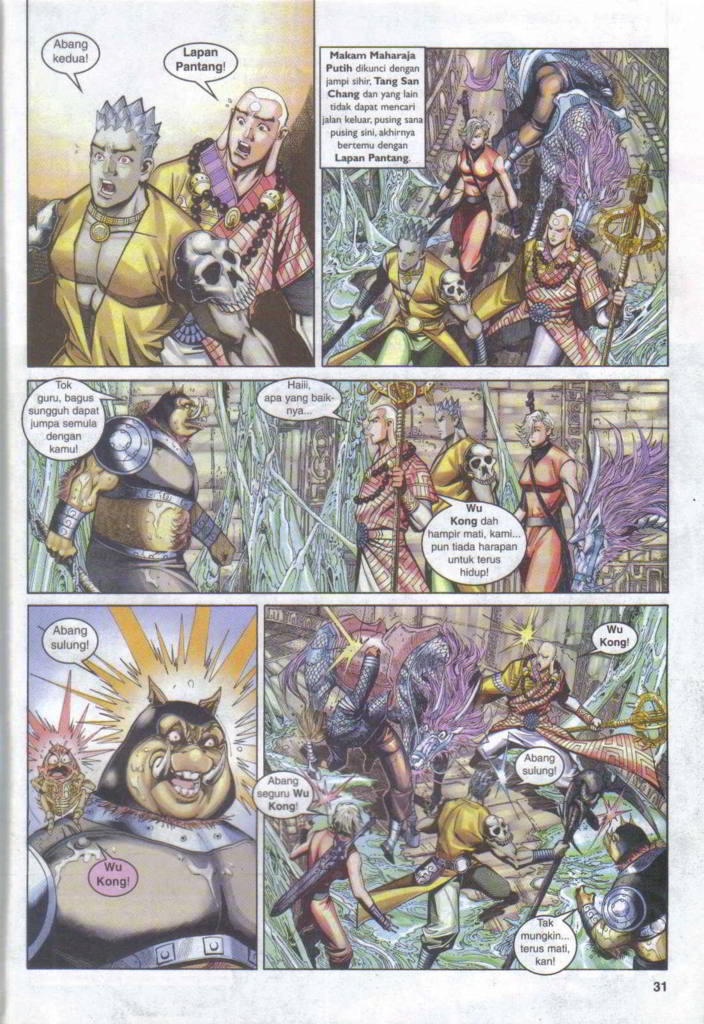 Abang
kedua!
Lapan
Pantang!
Makam Maharaja
Putih dikunci dengan
jampi sihir, Tang San
Chang dan yang lain
tidak dapat mencari
jalan keluar, pusing sana
pusing sini, akhirnya
bertemu dengan
Lapan Pantang.
Tok
guru, bagus
sungguh dapat
jumpa semula
dengan
kamu!
Haiii,
apa yang baik-
nya...
Wu
Kong dah
hampir mati, kami...
pun tiada harapan
untuk terus
hidup!
Abang
sulung!
Wu
Kong!
Wu
Kong!
Abang
sulung!
Abang
seguru Wu
Kong!
Tak
mungkin...
terus mati,
kan!
31